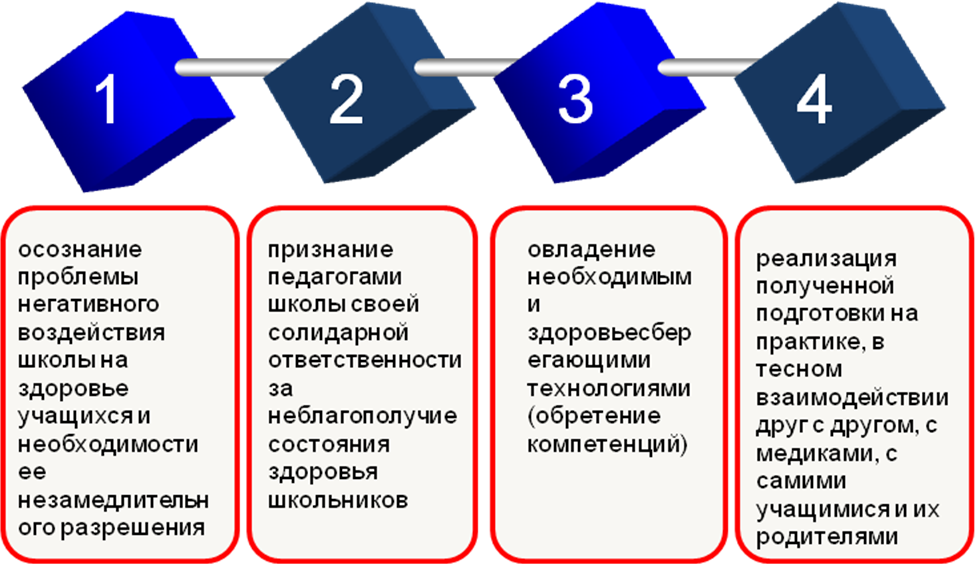 1
2
3
4
осознание
проблемы
негативного
воздействия
школы на
здоровье
учащихся и
необходимости
ее
незамедлительн
ого разрешения
признание
педагогами
школы своей
солидарной
ответственности
за
неблагополучие
состояния
здоровья
школьников
овладение
необходимым
и
здоровьесбер
егающими
технологиями
(обретение
компетенций)
реализация
полученной
подготовки на
практике, в
тесном
взаимодействии
друг с другом, с
медиками, с
самими
учащимися и их
родителями